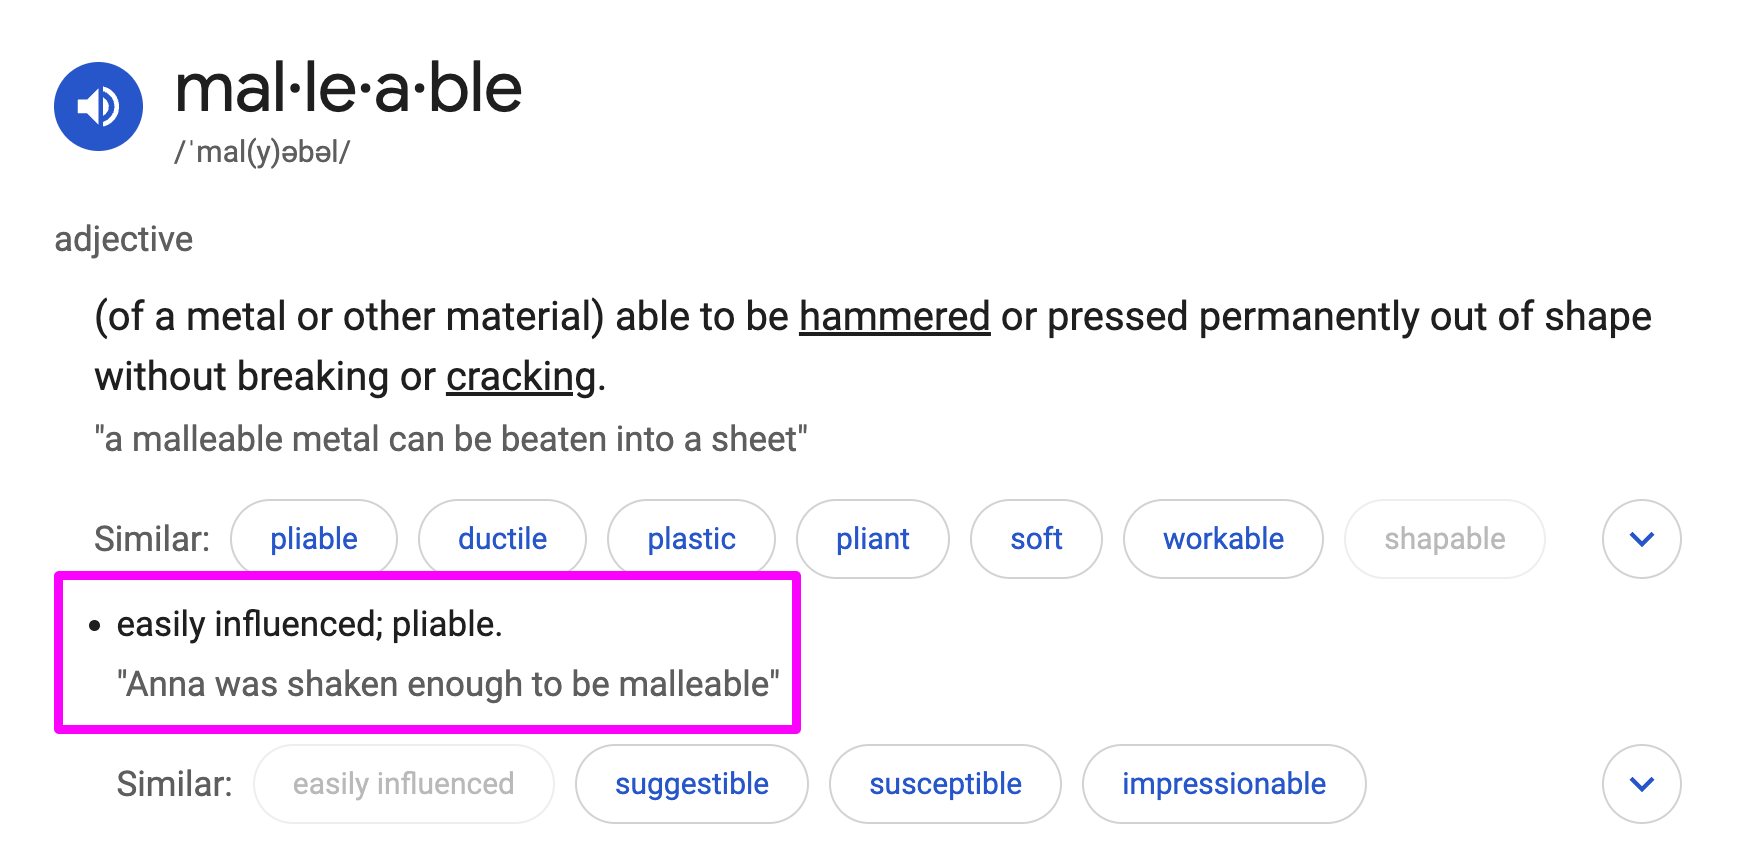 mal·le·a·ble
/ˈmal(y)əbəl/
adjective
(of a metal or other material) able to be hammered or pressed permanently out of shape
without breaking or cracking.
"a malleable metal can be beaten into a sheet"
Similar: pliable ductile plastic pliant soft workable shapable
• easily influenced; pliable.
"Anna was shaken enough to be malleable"
Similar: easily influenced suggestible susceptible impressionable